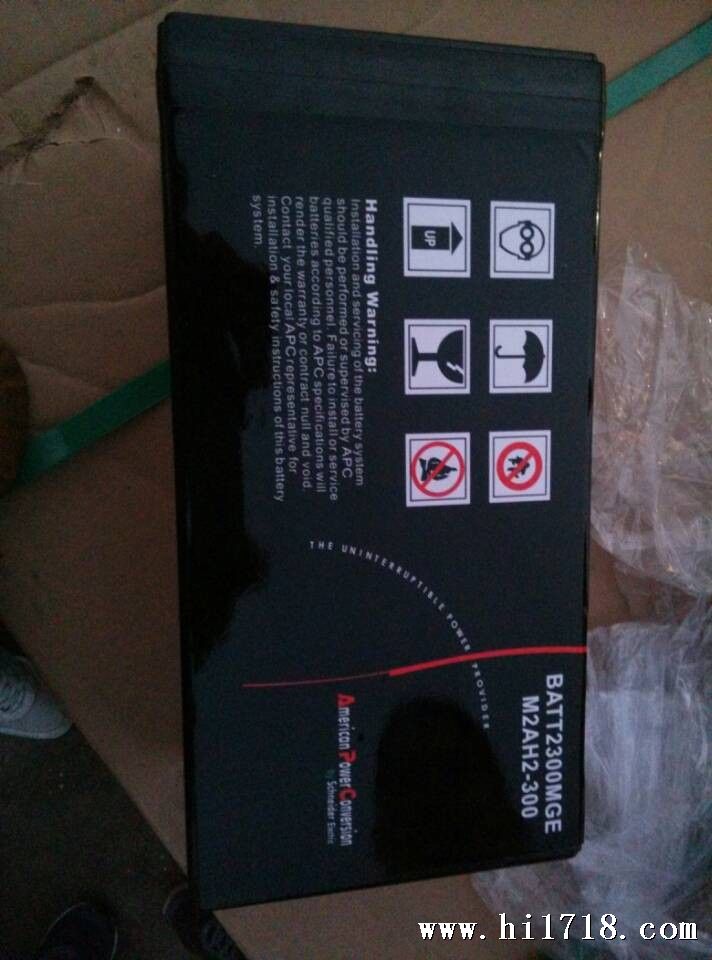 UP
Handling Warning:
Installation and servicing of the battery system
should be performed or supervised by APC
qualified personnel. Failure to install or service
batteries according to APC specifications will
render the warranty or contract null and void.
Contact your local APC representative for
installation & safety instructions of this battery
system.
THE UNINTERRUPTIBLE POWER PROVIDER
BATT2300MGE
M2AH2-300
American Power Conversion
by Schneider Electric
www.hi1718.com